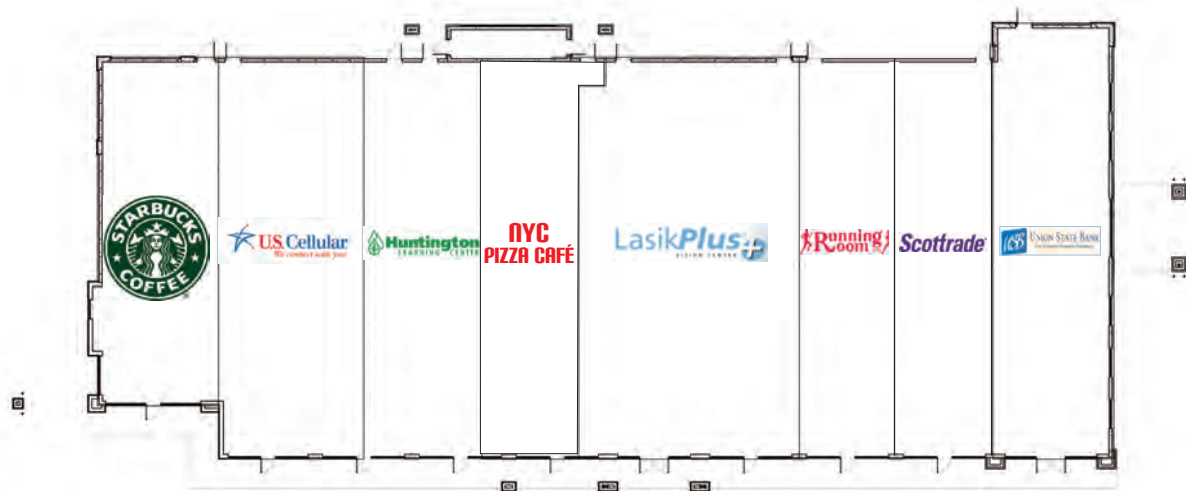 STARBUCKS
COFFEE
U.S. Cellular
We connect with you
Huntington
LEARNING CENTER
NYC
PIZZA CAFÉ
LasikPlus
VISION CENTER
Running
Room
Scottrade
UNION STATE BANK